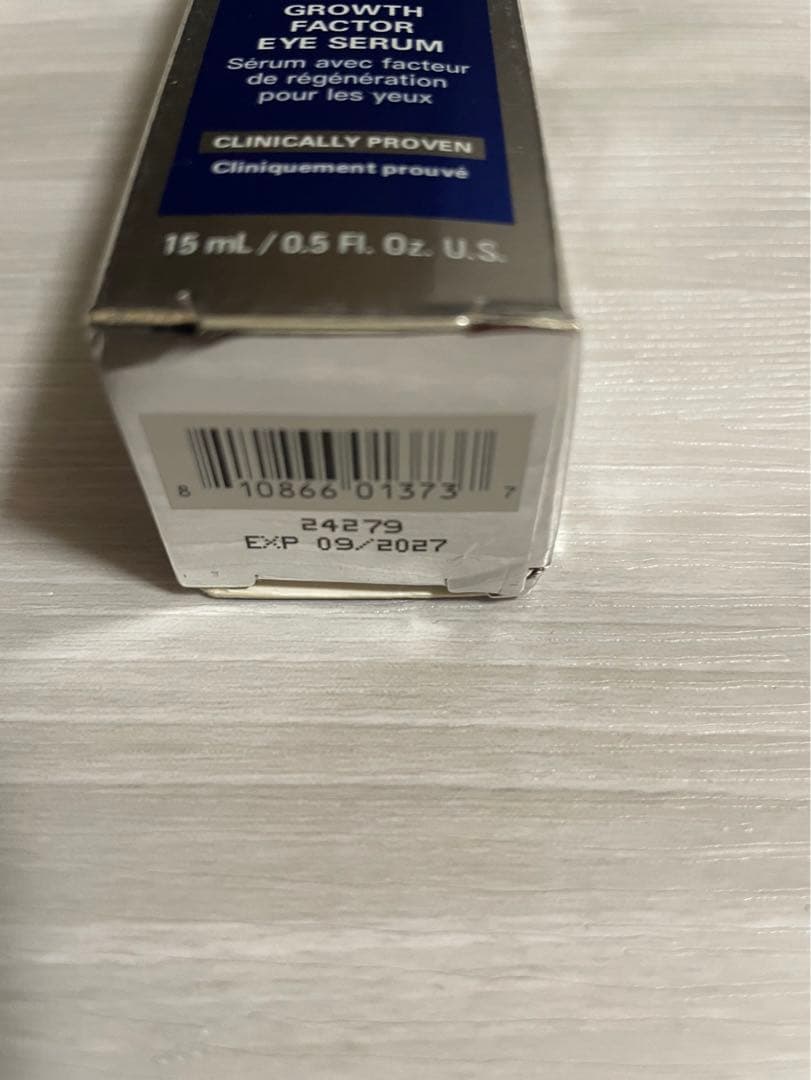 GROWTH
FACTOR
EYE SERUM
Sérum avec facteur
de régénération
pour les yeux
CLINICALLY PROVEN
Cliniquement prouvé
15 mL / 0.5 Fl. Oz. U.S.
8 10866 01373 7
24279
EXP 09/2027